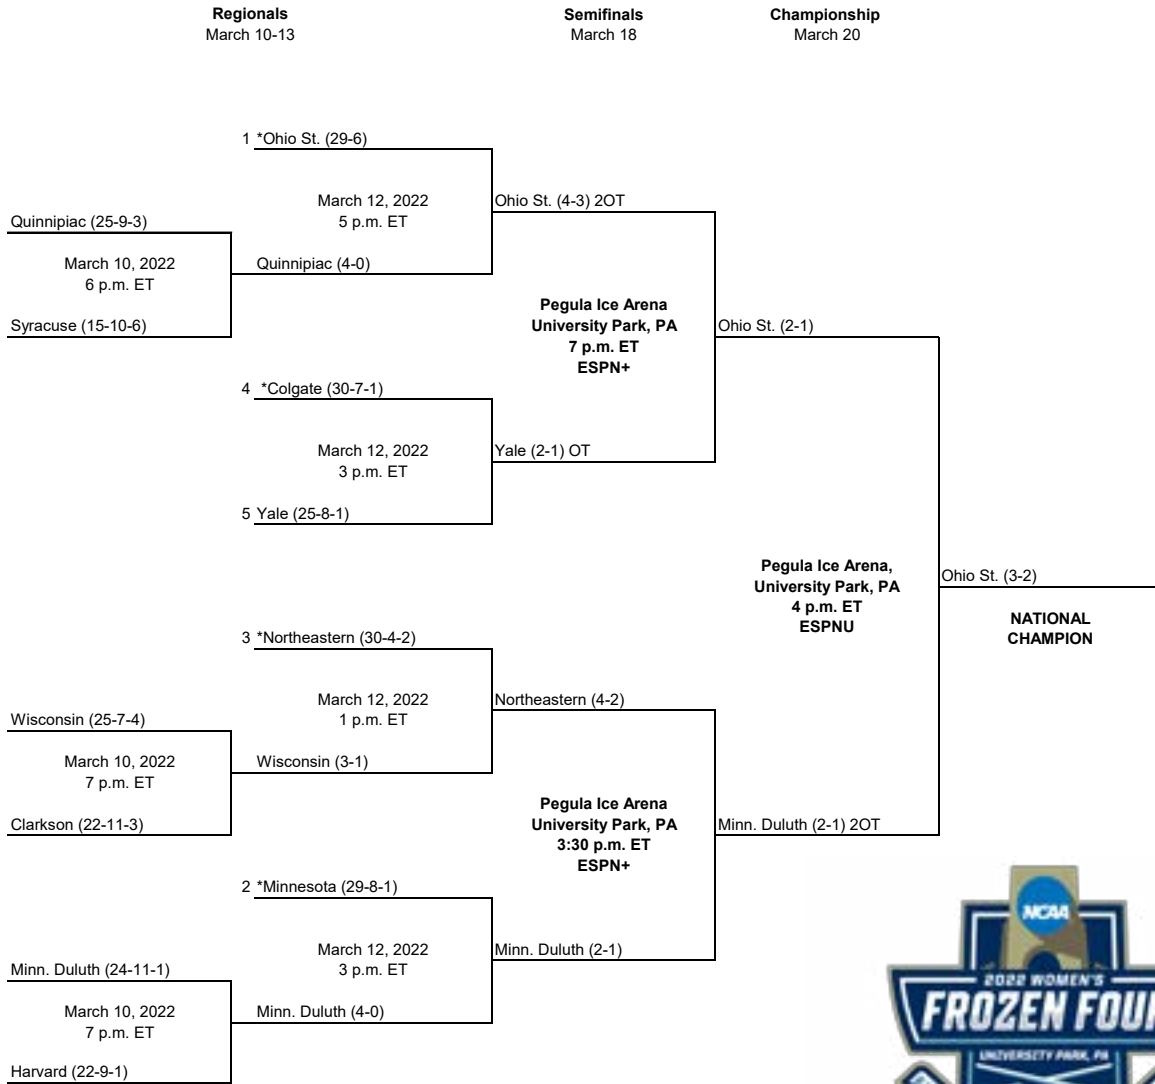 Regionals
March 10-13
Semifinals
March 18
Championship
March 20
1 *Ohio St. (29-6)
March 12, 2022
5 p.m. ET
Ohio St. (4-3) 2OT
Quinnipiac (25-9-3)
March 10, 2022
6 p.m. ET
Quinnipiac (4-0)
Syracuse (15-10-6)
Pegula Ice Arena
University Park, PA
7 p.m. ET
ESPN+
Ohio St. (2-1)
4 *Colgate (30-7-1)
March 12, 2022
3 p.m. ET
Yale (2-1) OT
5 Yale (25-8-1)
Pegula Ice Arena,
University Park, PA
4 p.m. ET
ESPNU
Ohio St. (3-2)
NATIONAL
CHAMPION
3 *Northeastern (30-4-2)
March 12, 2022
1 p.m. ET
Northeastern (4-2)
Wisconsin (25-7-4)
March 10, 2022
7 p.m. ET
Wisconsin (3-1)
Clarkson (22-11-3)
Pegula Ice Arena
University Park, PA
3:30 p.m. ET
ESPN+
Minn. Duluth (2-1) 2OT
2 *Minnesota (29-8-1)
March 12, 2022
3 p.m. ET
Minn. Duluth (2-1)
Minn. Duluth (24-11-1)
March 10, 2022
7 p.m. ET
Minn. Duluth (4-0)
Harvard (22-9-1)
NCAA
2022 WOMEN'S
FROZEN FOUR
UNIVERSITY PARK, PA